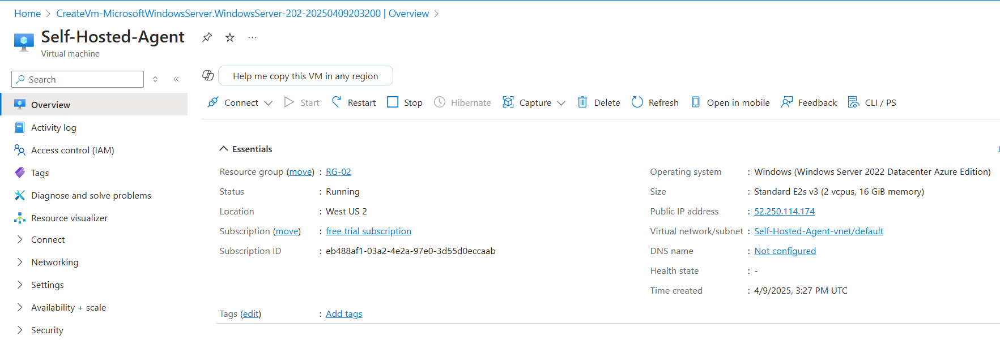 Home > CreateVm-MicrosoftWindowsServer.WindowsServer-202-20250409203200 | Overview >
Self-Hosted-Agent
Virtual machine
Search
Help me copy this VM in any region
Connect Start Restart Stop Hibernate Capture Delete Refresh Open in mobile Feedback CLI / PS
Overview
Activity log
Access control (IAM)
Tags
Diagnose and solve problems
Resource visualizer
Connect
Networking
Settings
Availability + scale
Security
Essentials
Resource group (move) : RG-02
Status : Running
Location : West US 2
Subscription (move) : free trial subscription
Subscription ID : eb488af1-03a2-4e2a-97e0-3d55d0eccaab
Operating system : Windows (Windows Server 2022 Datacenter Azure Edition)
Size : Standard E2s v3 (2 vcpus, 16 GiB memory)
Public IP address : 52.250.114.174
Virtual network/subnet : Self-Hosted-Agent-vnet/default
DNS name : Not configured
Health state : -
Time created : 4/9/2025, 3:27 PM UTC
Tags (edit) : Add tags